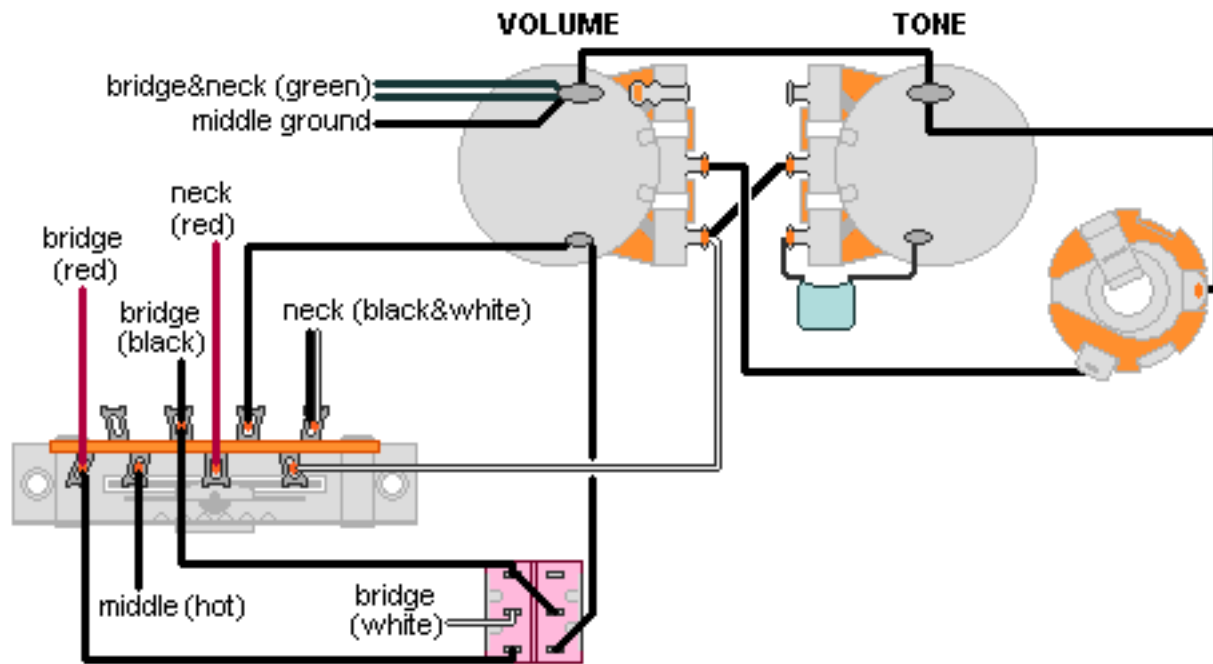 VOLUME
TONE
bridge&neck (green)
middle ground
neck
(red)
bridge
(red)
bridge
(black)
neck (black&white)
middle (hot)
bridge
(white)